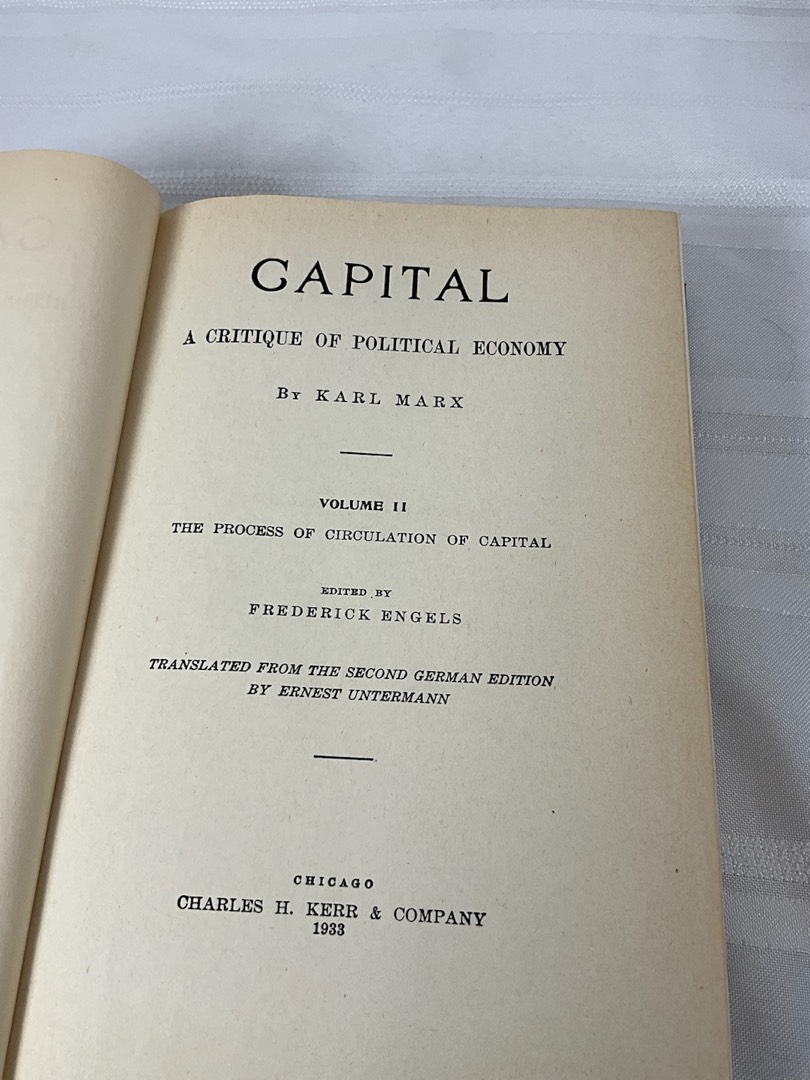 CAPITAL
A CRITIQUE OF POLITICAL ECONOMY
By KARL MARX
VOLUME II
THE PROCESS OF CIRCULATION OF CAPITAL
EDITED BY
FREDERICK ENGELS
TRANSLATED FROM THE SECOND GERMAN EDITION
BY ERNEST UNTERMANN
CHICAGO
CHARLES H. KERR & COMPANY
1933